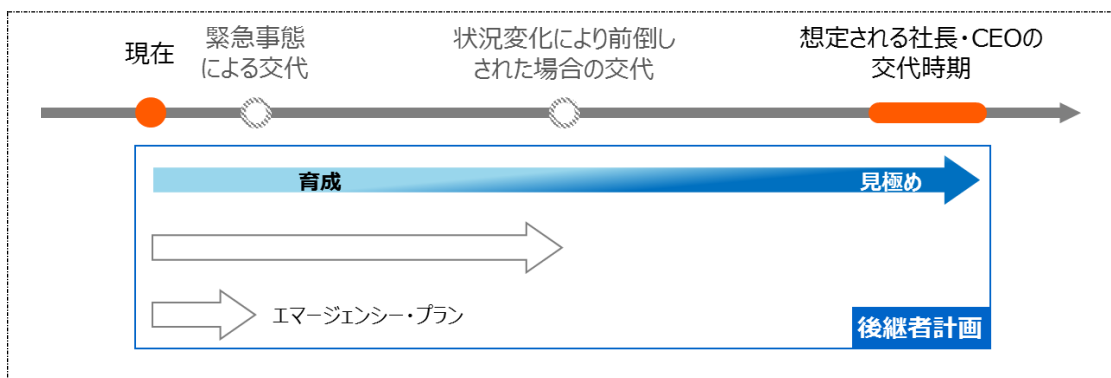 現在
緊急事態
による交代
状況変化により前倒し
された場合の交代
想定される社長・CEOの
交代時期
育成
見極め
エマージェンシー・プラン
後継者計画